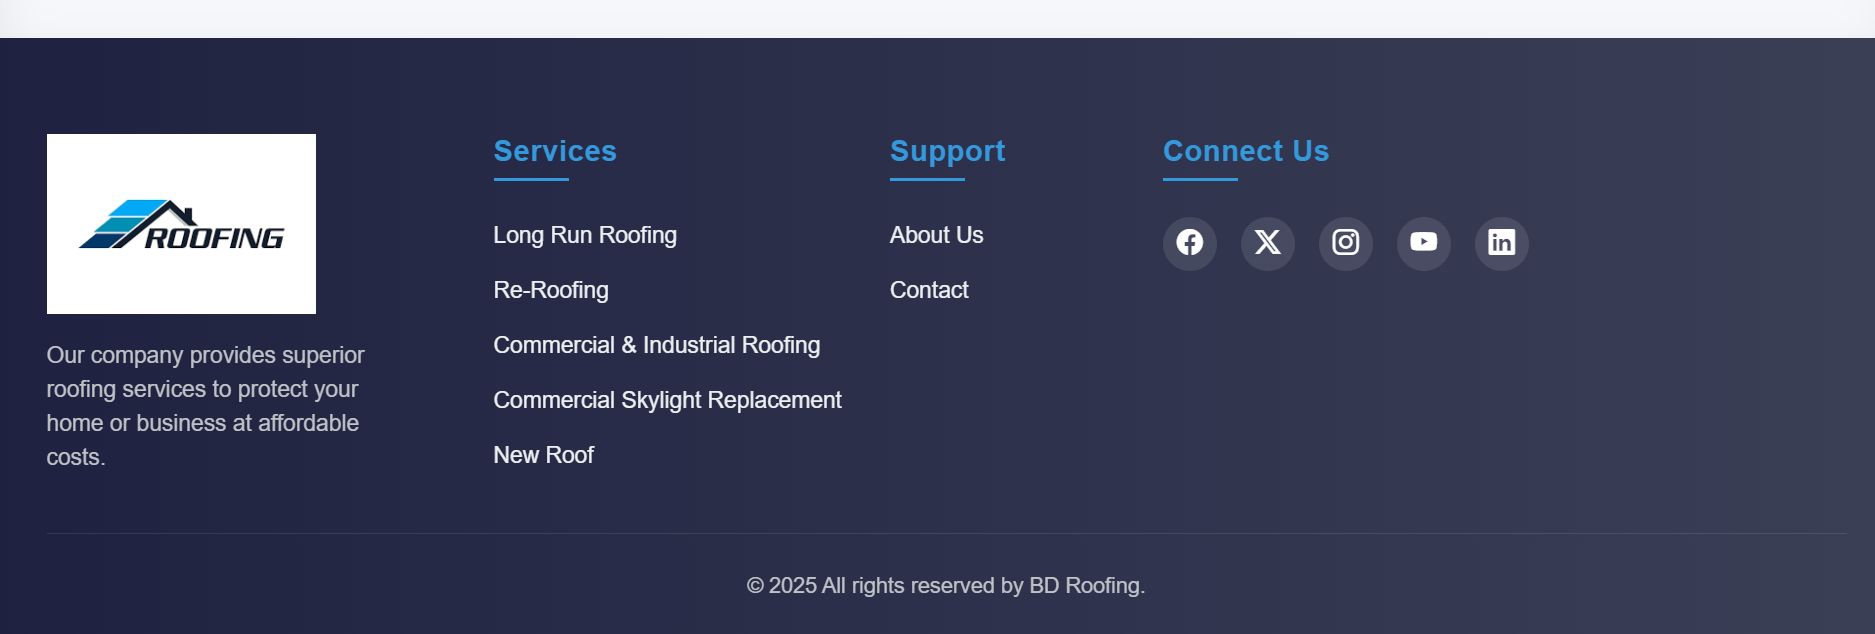 ROOFING
Our company provides superior
roofing services to protect your
home or business at affordable
costs.
Services
Long Run Roofing
Re-Roofing
Commercial & Industrial Roofing
Commercial Skylight Replacement
New Roof
Support
About Us
Contact
Connect Us
© 2025 All rights reserved by BD Roofing.